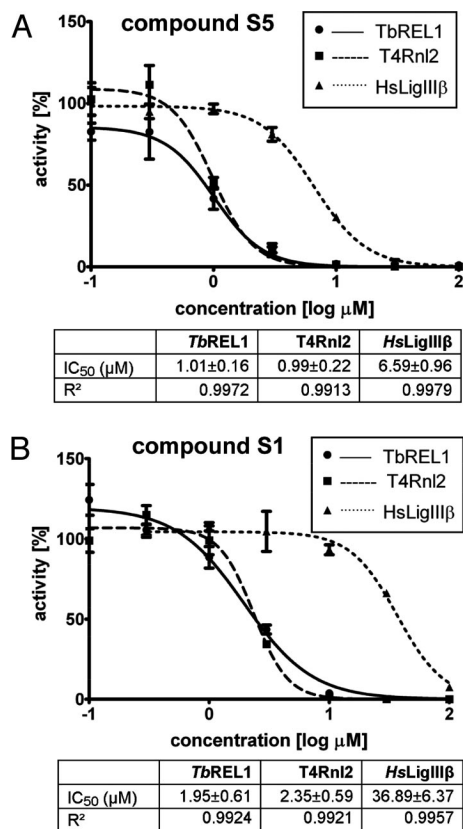 A
compound S5
TbREL1
T4Rnl2
HsLigIIIβ
150
100
50
0
activity [%]
-1 0 1 2
concentration [log μM]
TbREL1 T4Rnl2 HsLigIIIβ
IC50 (μM) 1.01±0.16 0.99±0.22 6.59±0.96
R² 0.9972 0.9913 0.9979
B
compound S1
TbREL1
T4Rnl2
HsLigIIIβ
150
100
50
0
activity [%]
-1 0 1 2
concentration [log μM]
TbREL1 T4Rnl2 HsLigIIIβ
IC50 (μM) 1.95±0.61 2.35±0.59 36.89±6.37
R² 0.9924 0.9921 0.9957